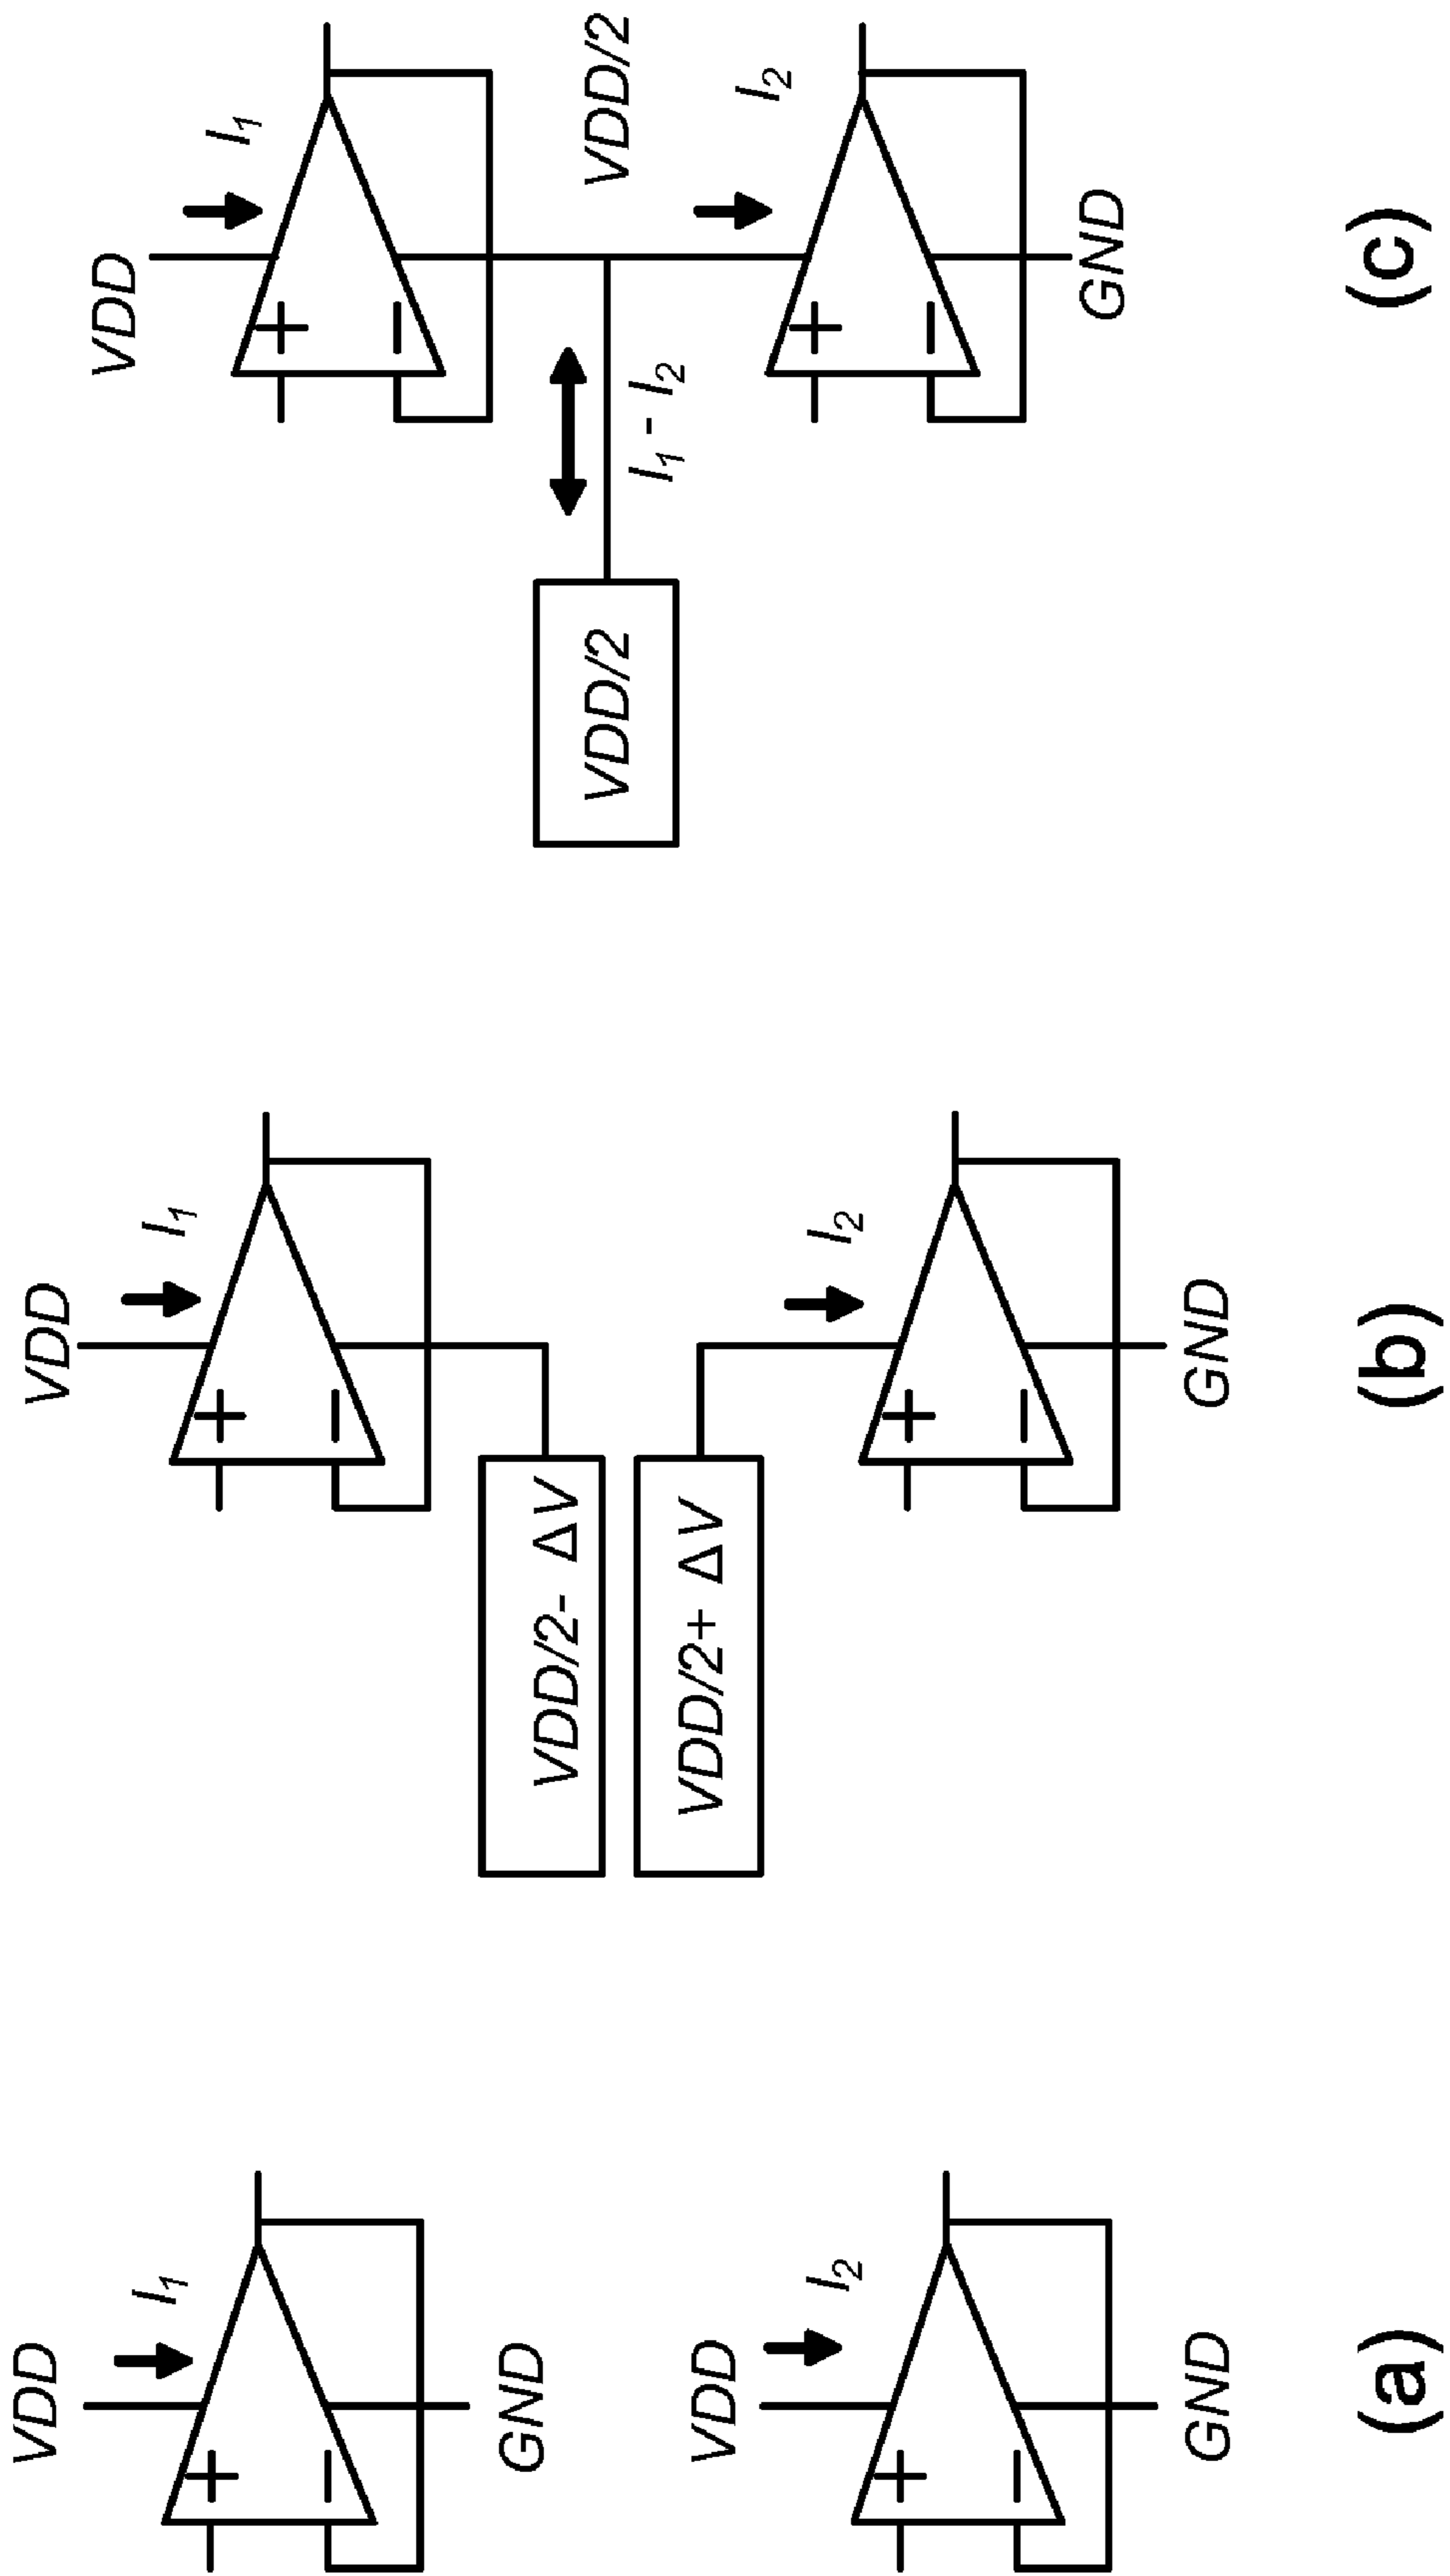 VDD
I1
GND
VDD
I2
GND
(a)
VDD
I1
VDD/2- ΔV
VDD/2+ ΔV
I2
GND
(b)
VDD
I1
VDD/2
VDD/2
I1 - I2
I2
GND
(c)